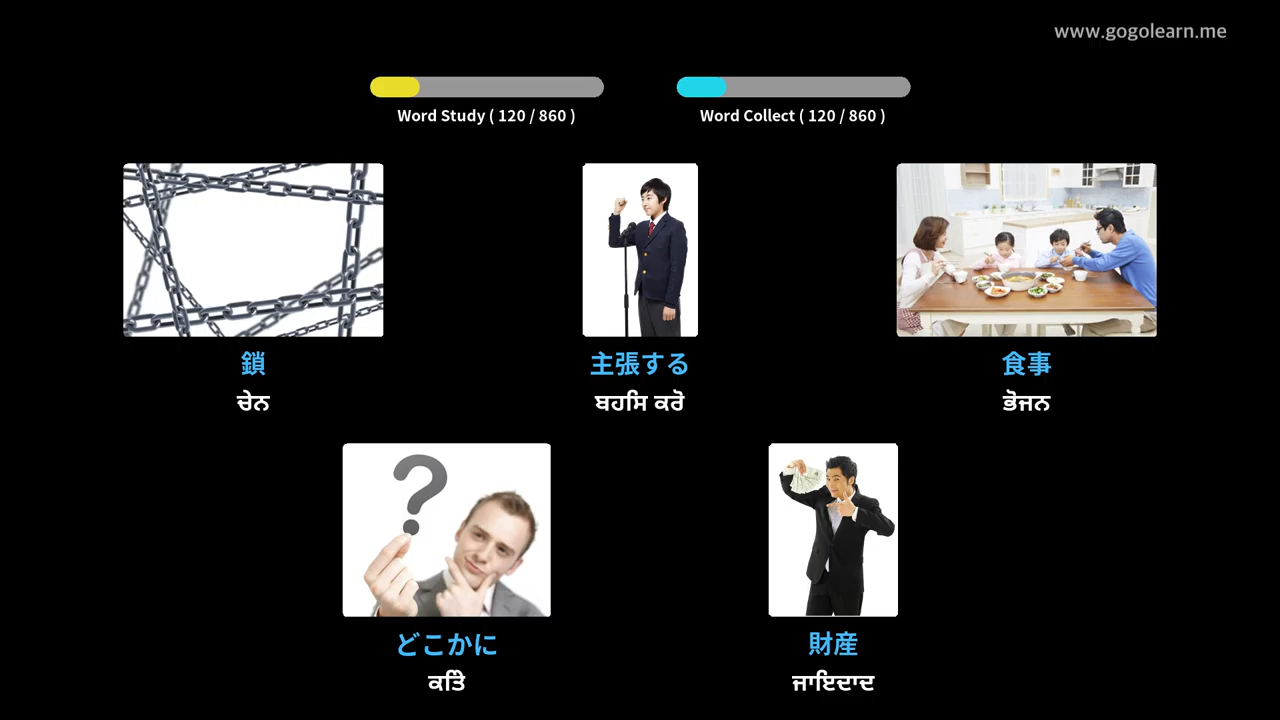 www.gogolearn.me
Word Study ( 120 / 860 )
Word Collect ( 120 / 860 )
鎖
ਚੇਨ
主張する
ਬਹਸਿ ਕਰੋ
食事
ਭੋਜਨ
どこかに
ਕਤਿੇ
財産
ਜਾਇਦਾਦ